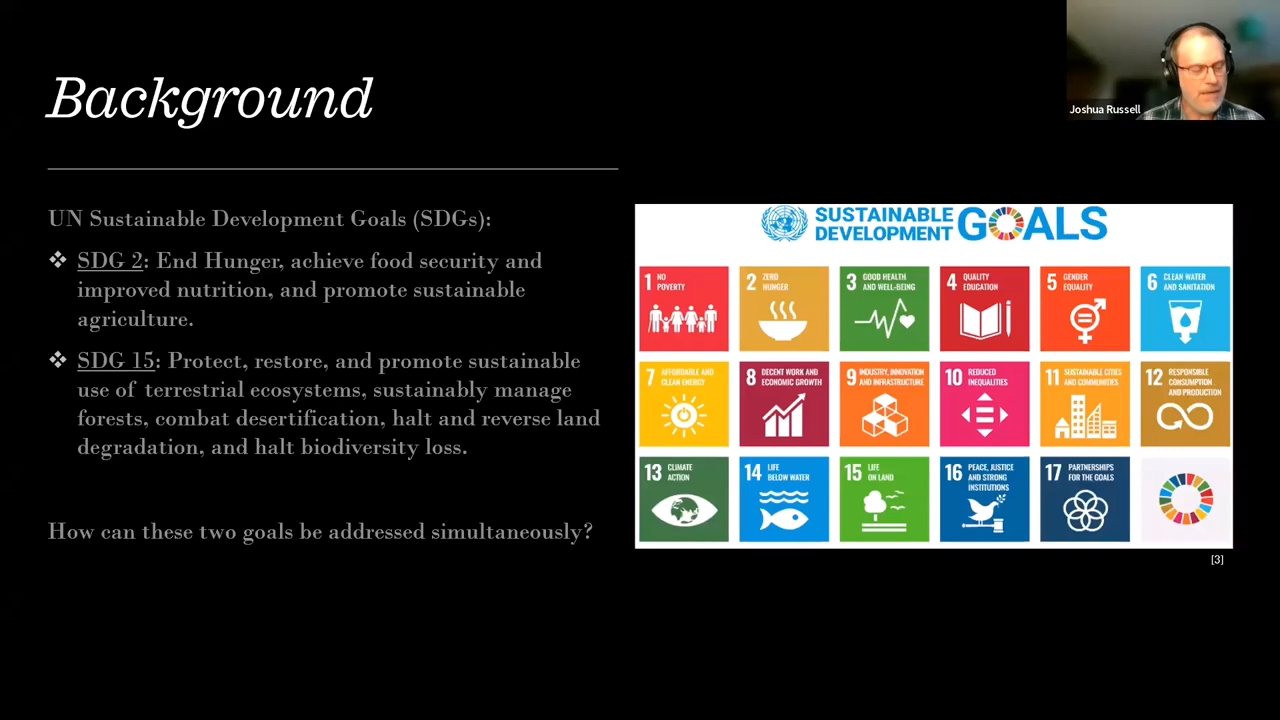 Background
Joshua Russell
UN Sustainable Development Goals (SDGs):
❖ SDG 2: End Hunger, achieve food security and
improved nutrition, and promote sustainable
agriculture.
❖ SDG 15: Protect, restore, and promote sustainable
use of terrestrial ecosystems, sustainably manage
forests, combat desertification, halt and reverse land
degradation, and halt biodiversity loss.
How can these two goals be addressed simultaneously?
SUSTAINABLE
DEVELOPMENT
GOALS
1 NO
POVERTY
2 ZERO
HUNGER
3 GOOD HEALTH
AND WELL-BEING
4 QUALITY
EDUCATION
5 GENDER
EQUALITY
6 CLEAN WATER
AND SANITATION
7 AFFORDABLE AND
CLEAN ENERGY
8 DECENT WORK AND
ECONOMIC GROWTH
9 INDUSTRY, INNOVATION
AND INFRASTRUCTURE
10 REDUCED
INEQUALITIES
11 SUSTAINABLE CITIES
AND COMMUNITIES
12 RESPONSIBLE
CONSUMPTION
AND PRODUCTION
13 CLIMATE
ACTION
14 LIFE
BELOW WATER
15 LIFE
ON LAND
16 PEACE, JUSTICE
AND STRONG
INSTITUTIONS
17 PARTNERSHIPS
FOR THE GOALS
[3]